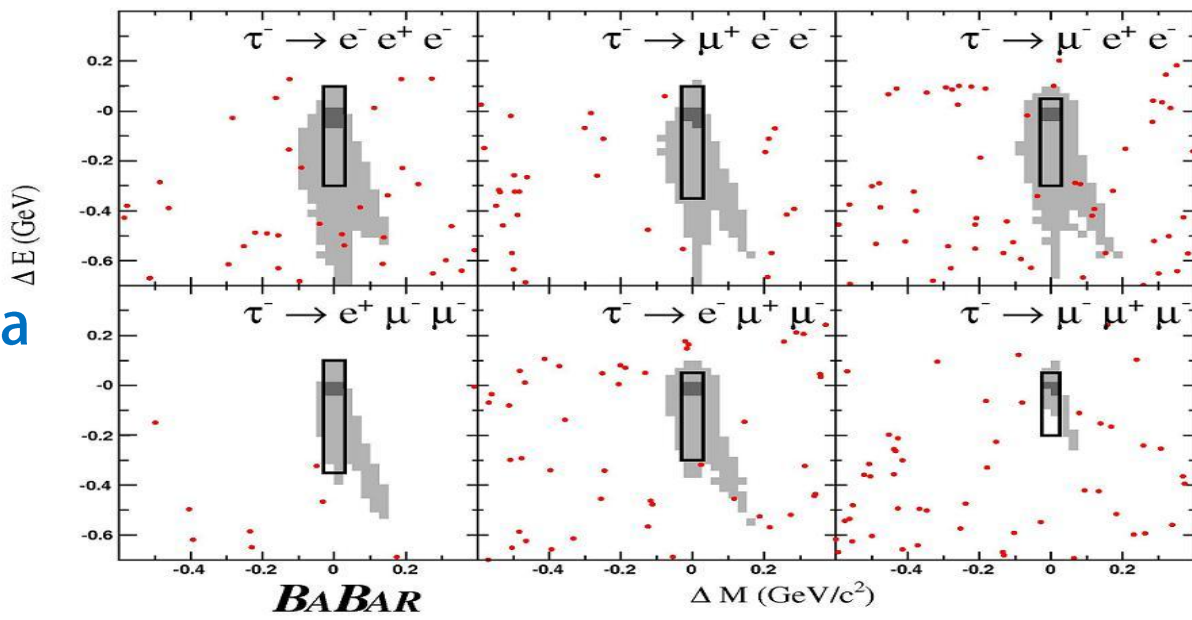 τ⁻ → e⁻ e⁺ e⁻
τ⁻ → μ⁺ e⁻ e⁻
τ⁻ → μ⁻ e⁺ e⁻
0.2
-0
-0.2
-0.4
-0.6
ΔE (GeV)
a
τ⁻ → e⁺ μ⁻ μ⁻
τ⁻ → e⁻ μ⁺ μ⁻
τ⁻ → μ⁻ μ⁺ μ⁻
0.2
-0
-0.2
-0.4
-0.6
-0.4 -0.2 0 0.2 -0.4 -0.2 0 0.2 -0.4 -0.2 0 0.2
BABAR
Δ M (GeV/c²)